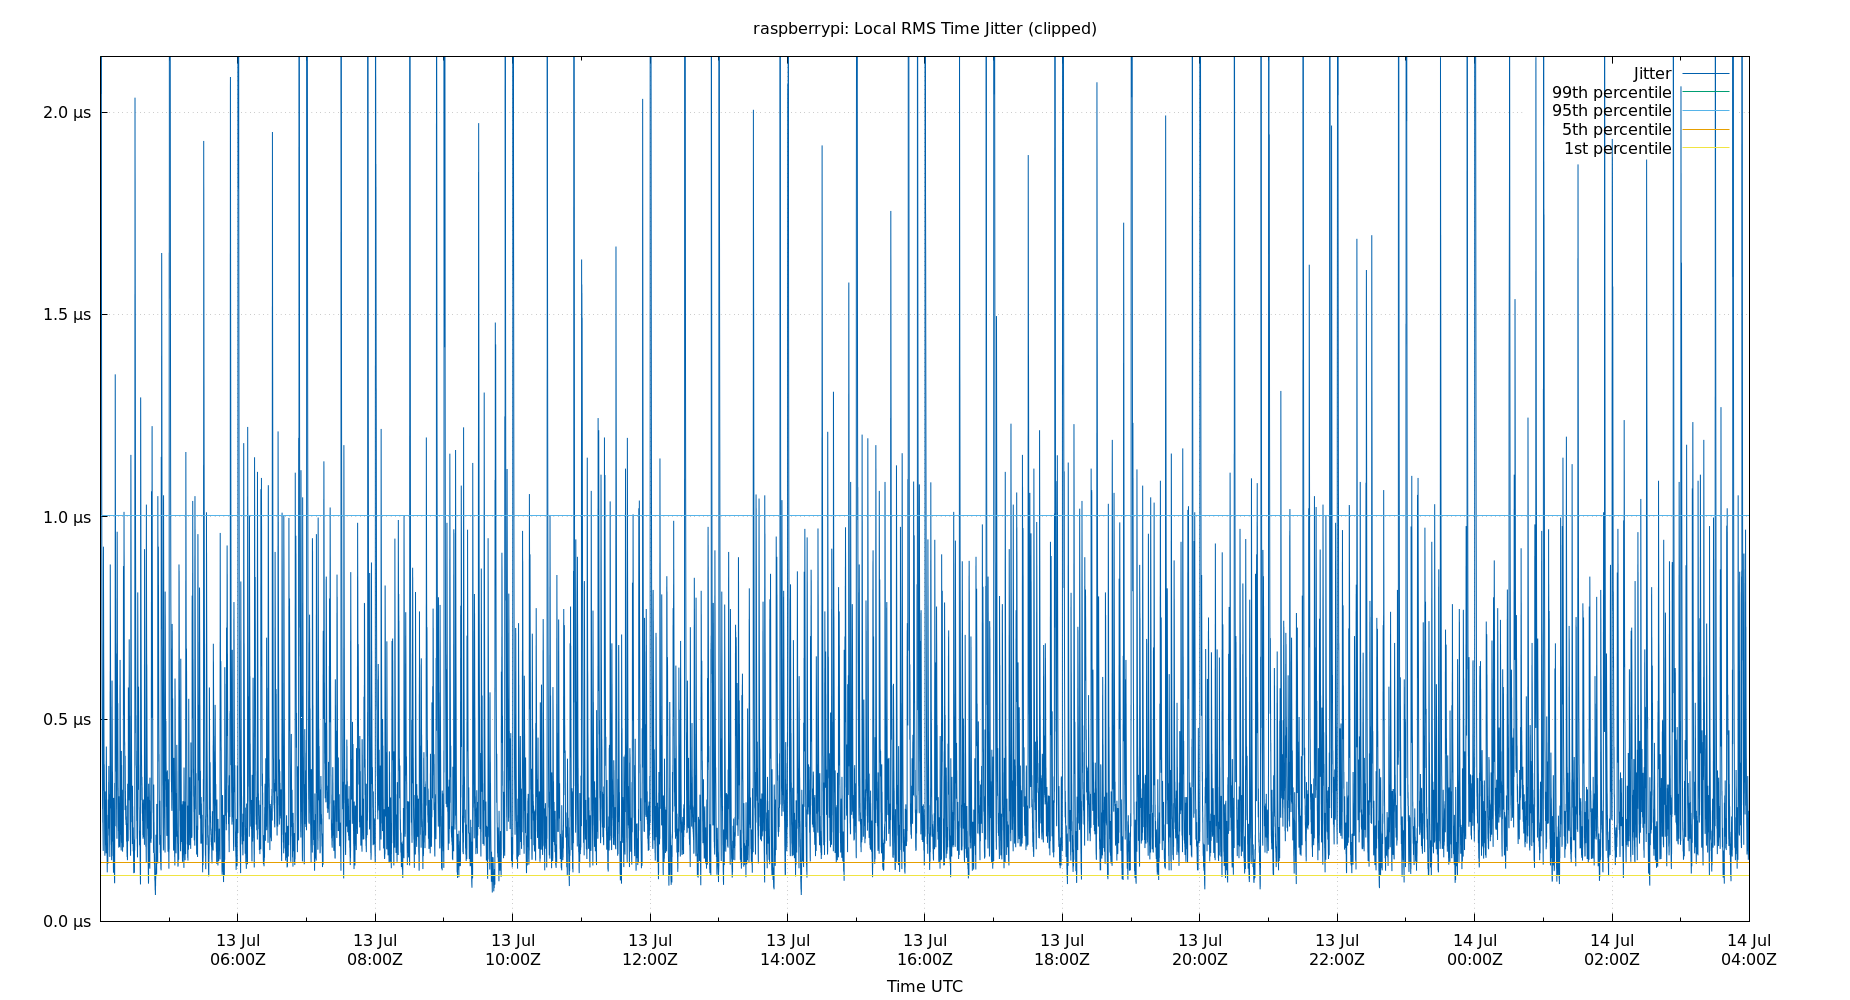 raspberrypi: Local RMS Time Jitter (clipped)
Jitter
99th percentile
95th percentile
5th percentile
1st percentile
2.0 μs
1.5 μs
1.0 μs
0.5 μs
0.0 μs
13 Jul 13 Jul 13 Jul 13 Jul 13 Jul 13 Jul 13 Jul 13 Jul 13 Jul 14 Jul 14 Jul 14 Jul
06:00Z 08:00Z 10:00Z 12:00Z 14:00Z 16:00Z 18:00Z 20:00Z 22:00Z 00:00Z 02:00Z 04:00Z
Time UTC